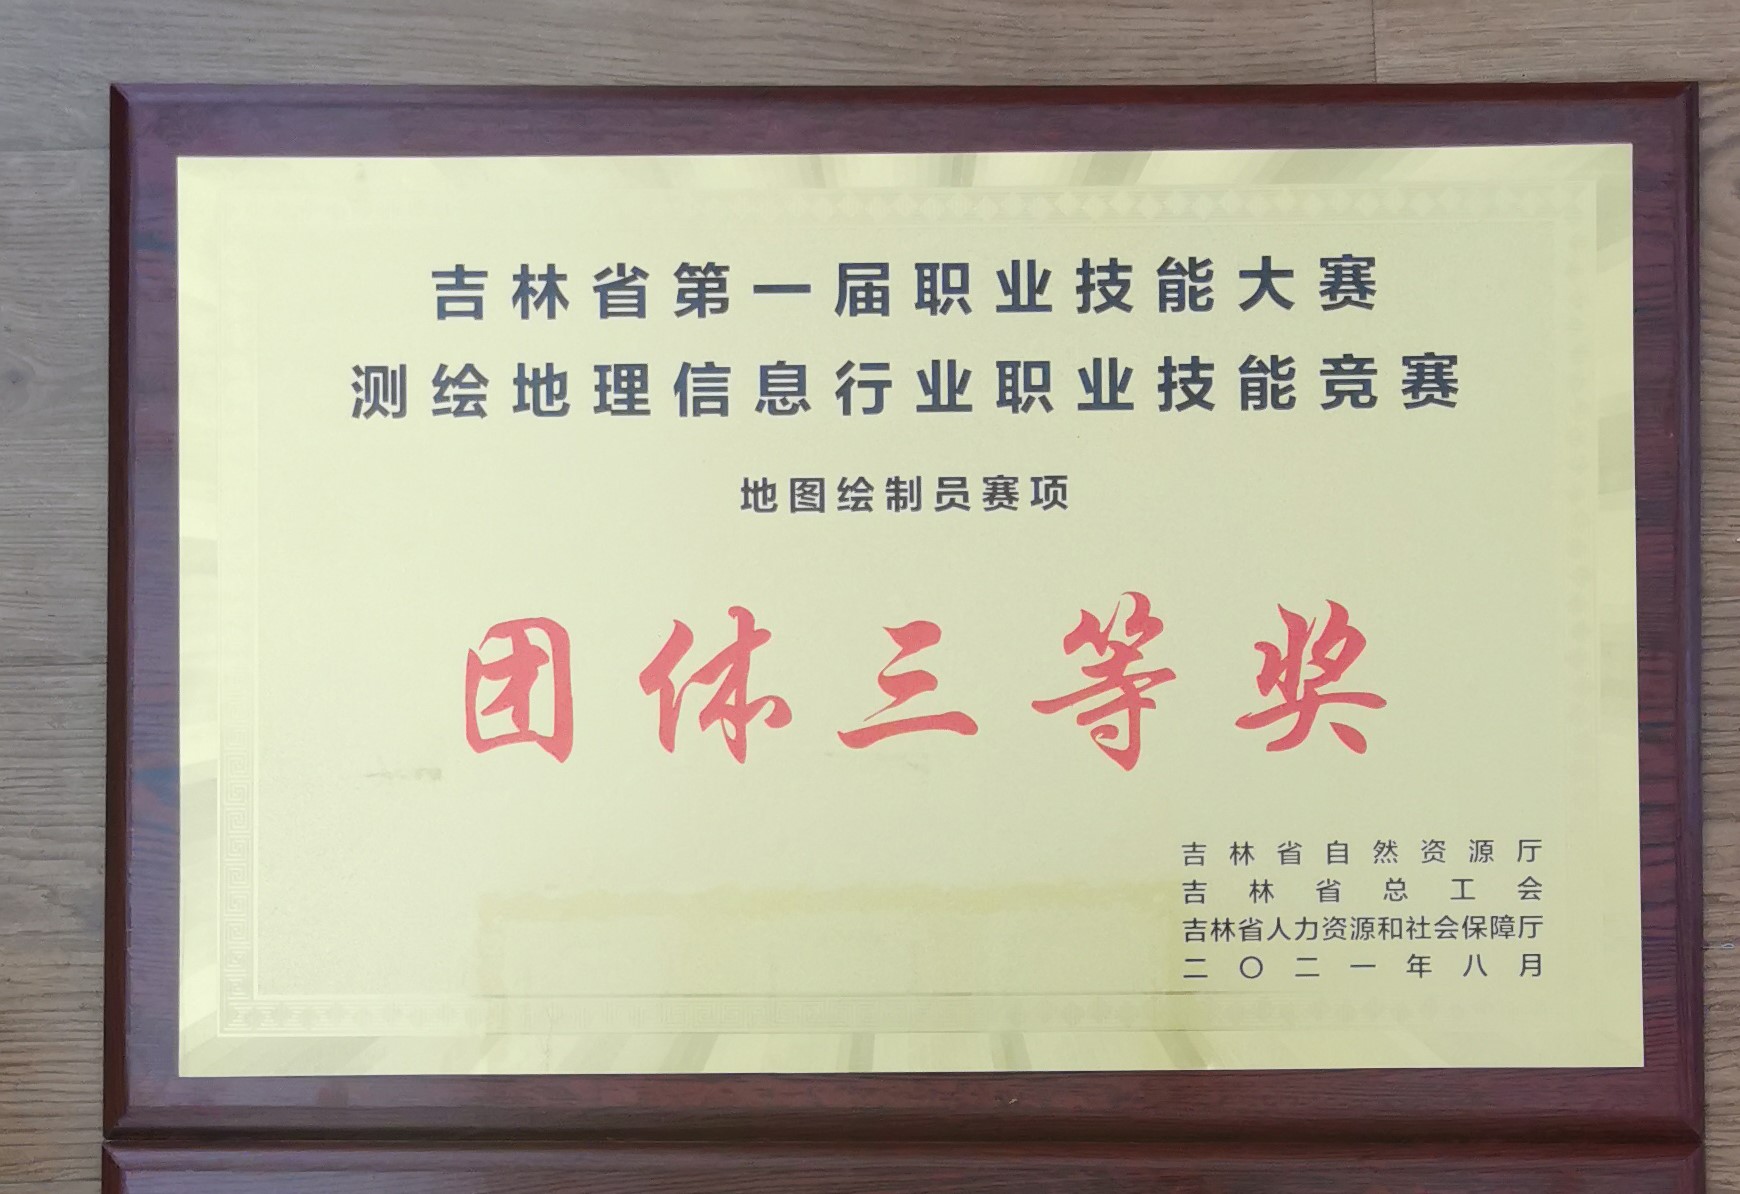 吉林省第一届职业技能大赛
测绘地理信息行业职业技能竞赛
地图绘制员赛项
团体三等奖
吉林省自然资源厅
吉林省总工会
吉林省人力资源和社会保障厅
二〇二一年八月